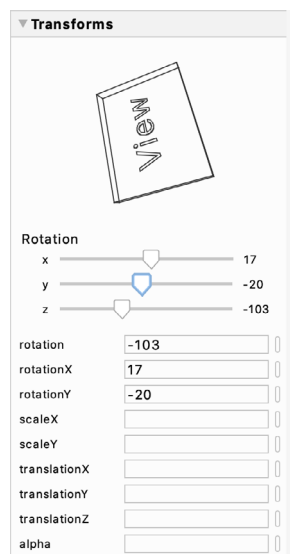 Transforms
View
Rotation
x 17
y -20
z -103
rotation -103
rotationX 17
rotationY -20
scaleX
scaleY
translationX
translationY
translationZ
alpha